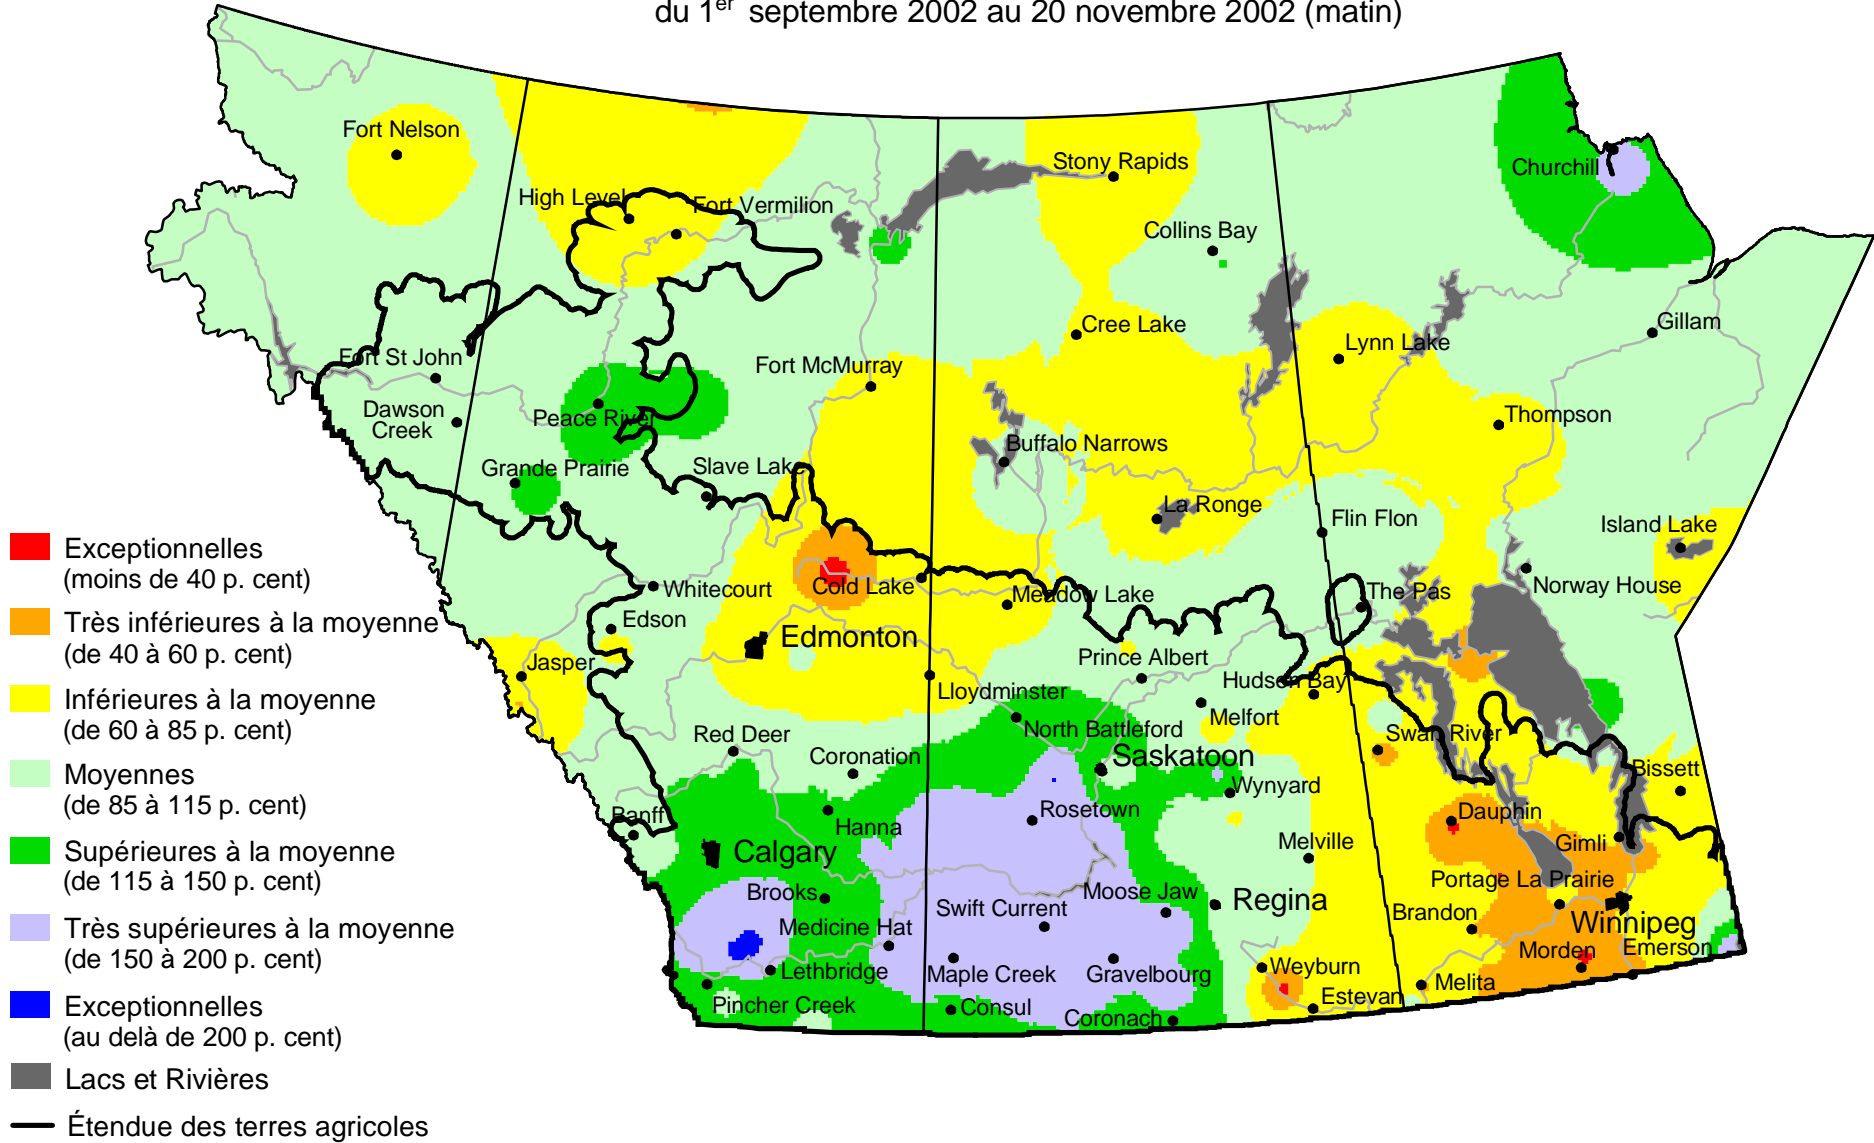 du 1er septembre 2002 au 20 novembre 2002 (matin)
Fort Nelson
High Level
Fort Vermilion
Stony Rapids
Churchill
Collins Bay
Cree Lake
Lynn Lake
Gillam
Fort St John
Fort McMurray
Dawson
Creek
Peace River
Thompson
Buffalo Narrows
Grande Prairie
Slave Lake
La Ronge
Flin Flon
Island Lake
Whitecourt
Cold Lake
Meadow Lake
The Pas
Norway House
Edson
Edmonton
Jasper
Prince Albert
Hudson Bay
Lloydminster
Melfort
North Battleford
Swan River
Red Deer
Coronation
Saskatoon
Bissett
Wynyard
Banff
Hanna
Rosetown
Dauphin
Calgary
Melville
Gimli
Brooks
Moose Jaw
Portage La Prairie
Regina
Swift Current
Brandon
Winnipeg
Medicine Hat
Morden
Emerson
Lethbridge
Maple Creek
Gravelbourg
Weyburn
Melita
Pincher Creek
Consul
Coronach
Estevan
Exceptionnelles
(moins de 40 p. cent)
Très inférieures à la moyenne
(de 40 à 60 p. cent)
Inférieures à la moyenne
(de 60 à 85 p. cent)
Moyennes
(de 85 à 115 p. cent)
Supérieures à la moyenne
(de 115 à 150 p. cent)
Très supérieures à la moyenne
(de 150 à 200 p. cent)
Exceptionnelles
(au delà de 200 p. cent)
Lacs et Rivières
Étendue des terres agricoles